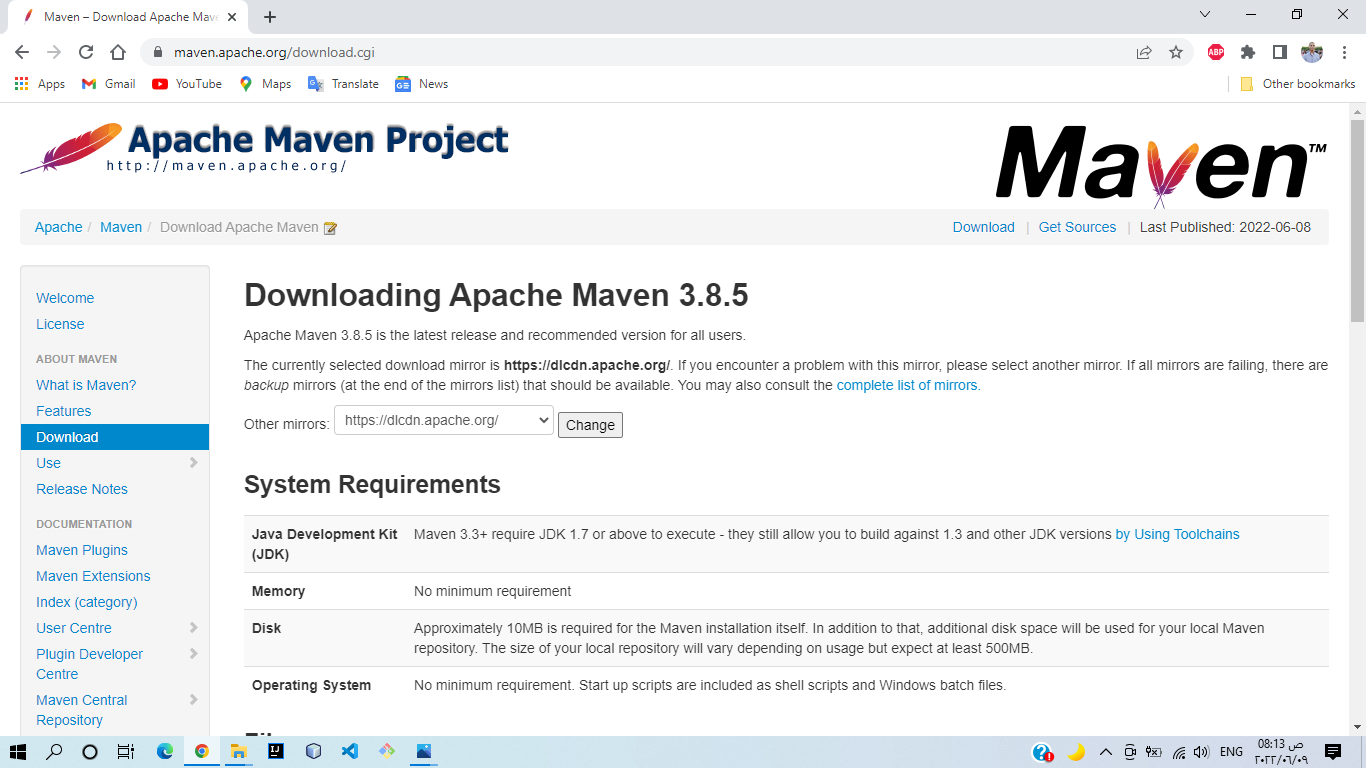 Maven – Download Apache Mav
maven.apache.org/download.cgi
ABP
Apps Gmail YouTube Maps Translate News Other bookmarks
Apache Maven Project
http://maven.apache.org/
Maven™
Apache / Maven / Download Apache Maven
Download | Get Sources | Last Published: 2022-06-08
Welcome
License
ABOUT MAVEN
What is Maven?
Features
Download
Use
Release Notes
DOCUMENTATION
Maven Plugins
Maven Extensions
Index (category)
User Centre
Plugin Developer
Centre
Maven Central
Repository
Downloading Apache Maven 3.8.5
Apache Maven 3.8.5 is the latest release and recommended version for all users.
The currently selected download mirror is https://dlcdn.apache.org/. If you encounter a problem with this mirror, please select another mirror. If all mirrors are failing, there are
backup mirrors (at the end of the mirrors list) that should be available. You may also consult the complete list of mirrors.
Other mirrors: https://dlcdn.apache.org/ Change
System Requirements
Java Development Kit Maven 3.3+ require JDK 1.7 or above to execute - they still allow you to build against 1.3 and other JDK versions by Using Toolchains
(JDK)
Memory No minimum requirement
Disk Approximately 10MB is required for the Maven installation itself. In addition to that, additional disk space will be used for your local Maven
repository. The size of your local repository will vary depending on usage but expect at least 500MB.
Operating System No minimum requirement. Start up scripts are included as shell scripts and Windows batch files.
ENG
08:13 ص
٢٠٢٢/٠٦/٠٩